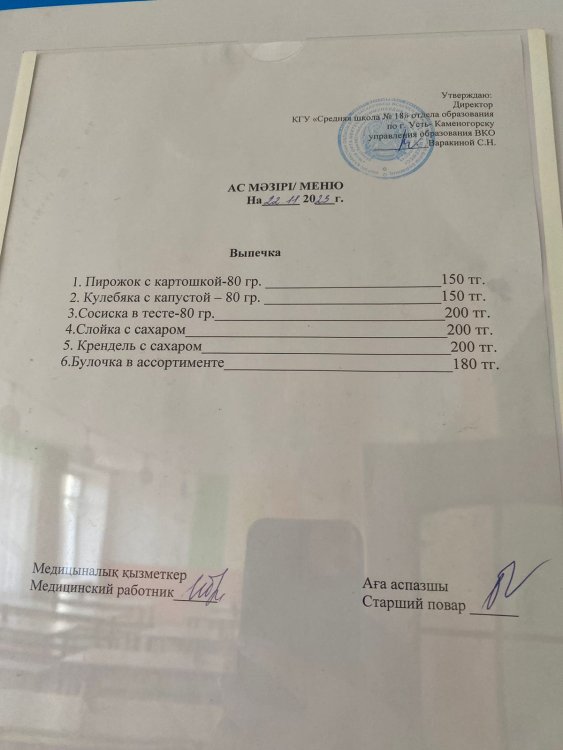 Утверждаю:
Директор
КГУ «Средняя школа № 18» отдела образования
по г. Усть- Каменогорску
управления образования ВКО
Варакиной С.Н.
АС МӘЗІРІ/ МЕНЮ
На 22 11 2023 г.
Выпечка
1. Пирожок с картошкой-80 гр. 150 тг.
2. Кулебяка с капустой – 80 гр. 150 тг.
3.Сосиска в тесте-80 гр. 200 тг.
4.Слойка с сахаром 200 тг.
5. Крендель с сахаром 200 тг.
6.Булочка в ассортименте 180 тг.
Медицыналық қызметкер
Медицинский работник
Аға аспазшы
Старший повар